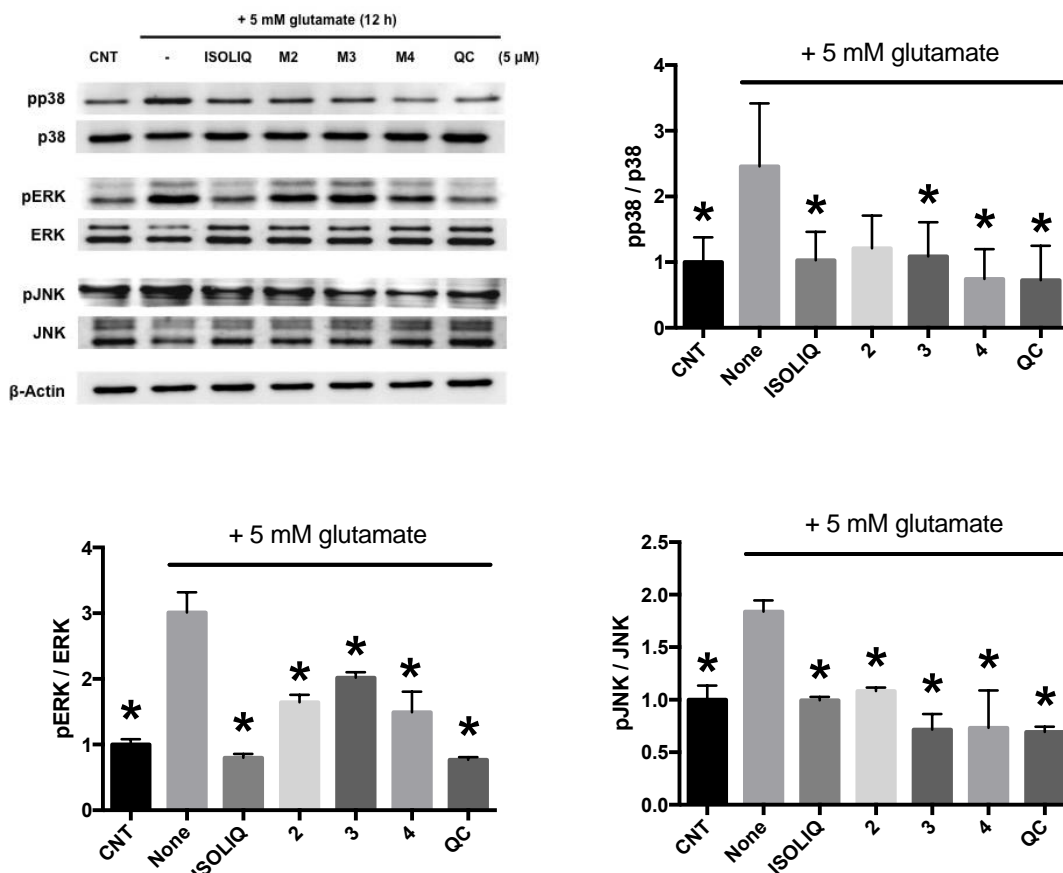 + 5 mM glutamate (12 h)
CNT - ISOLIQ M2 M3 M4 QC (5 µM)
pp38
p38
pERK
ERK
pJNK
JNK
β-Actin
+ 5 mM glutamate
pp38 / p38
4
3
2
1
0
* * * * *
CNT None ISOLIQ 2 3 4 QC
+ 5 mM glutamate
pERK / ERK
4
3
2
1
0
* * * * * *
CNT None ISOLIQ 2 3 4 QC
+ 5 mM glutamate
pJNK / JNK
2.5
2.0
1.5
1.0
0.5
0.0
* * * * * *
CNT None ISOLIQ 2 3 4 QC